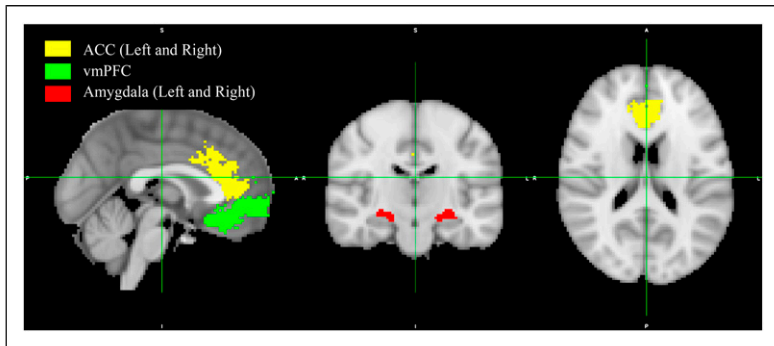 S
S
A
ACC (Left and Right)
vmPFC
Amygdala (Left and Right)
P
A
R
L
R
L
I
I
P